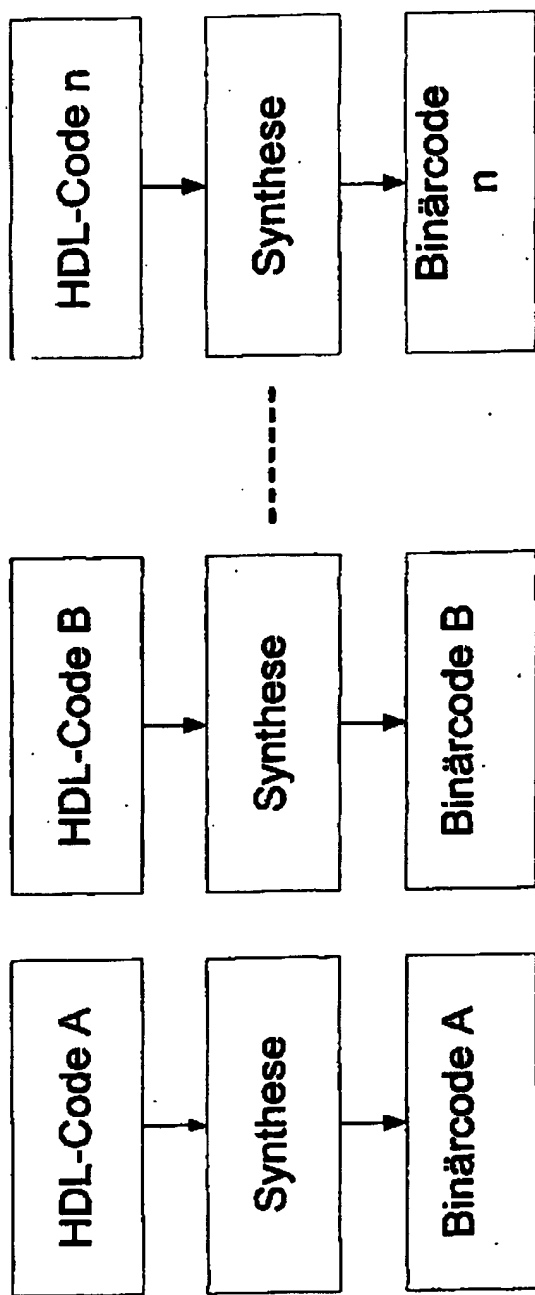 HDL-Code A
HDL-Code B
HDL-Code n
Synthese
Synthese
Synthese
Binärcode A
Binärcode B
Binärcode
n